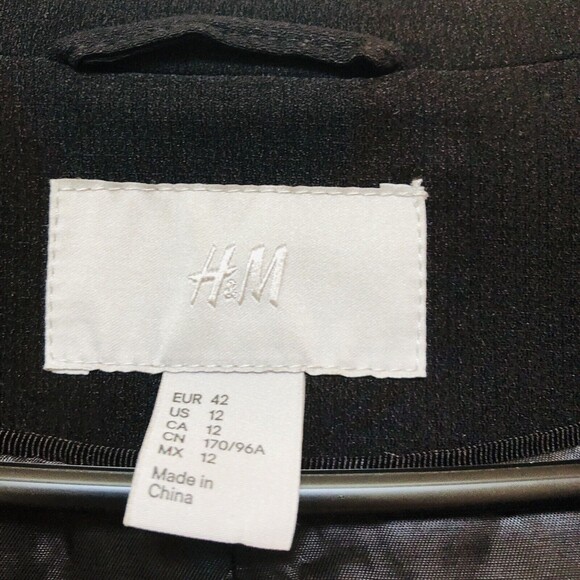 H&M
EUR 42
US 12
CA 12
CN 170/96A
MX 12
Made in
China